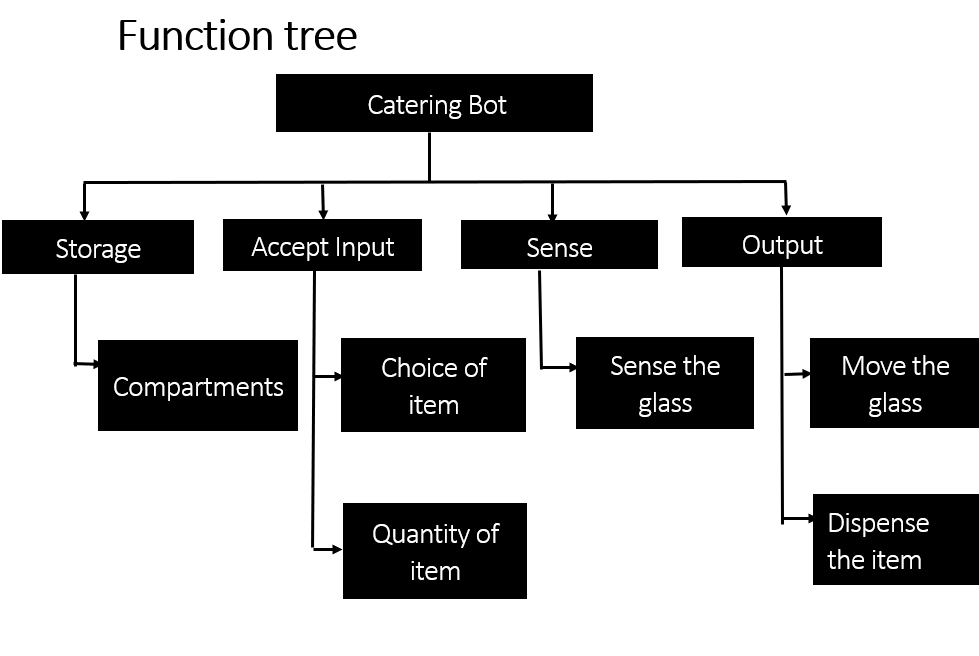 Function tree
Catering Bot
Storage
Accept Input
Sense
Output
Compartments
Choice of
item
Sense the
glass
Move the
glass
Quantity of
item
Dispense
the item